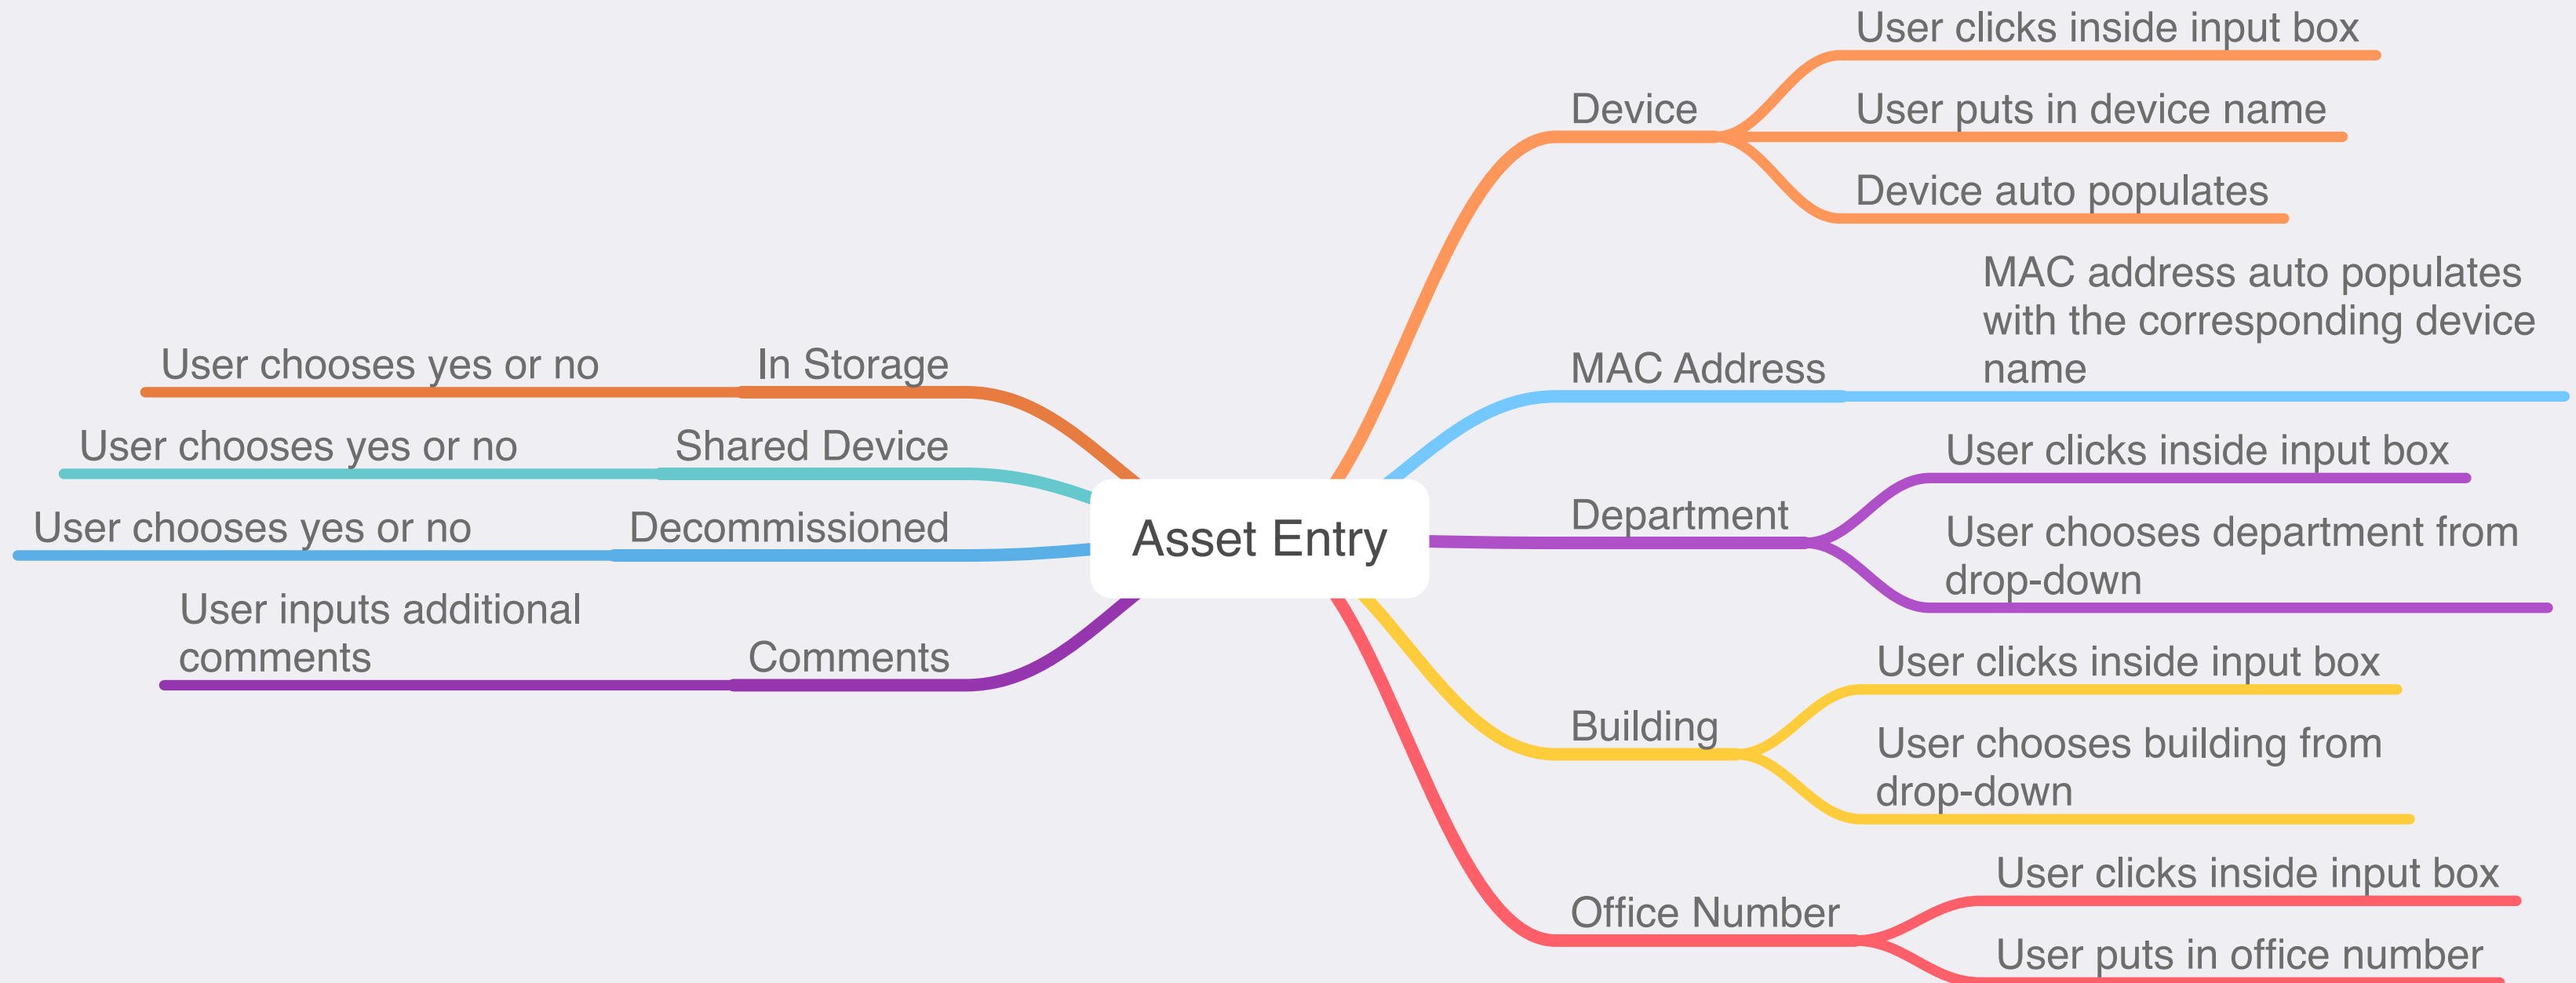 Asset Entry
Device
User clicks inside input box
User puts in device name
Device auto populates
MAC Address
MAC address auto populates
with the corresponding device
name
Department
User clicks inside input box
User chooses department from
drop-down
Building
User clicks inside input box
User chooses building from
drop-down
Office Number
User clicks inside input box
User puts in office number
In Storage
User chooses yes or no
Shared Device
User chooses yes or no
Decommissioned
User chooses yes or no
Comments
User inputs additional
comments